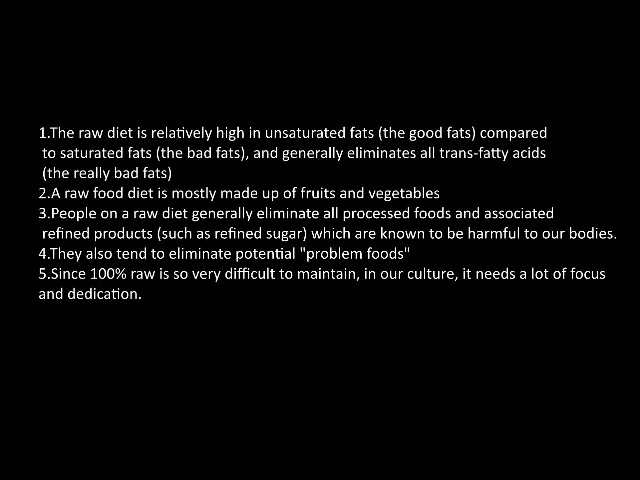 1.The raw diet is relatively high in unsaturated fats (the good fats) compared
to saturated fats (the bad fats), and generally eliminates all trans-fatty acids
(the really bad fats)
2.A raw food diet is mostly made up of fruits and vegetables
3.People on a raw diet generally eliminate all processed foods and associated
refined products (such as refined sugar) which are known to be harmful to our bodies.
4.They also tend to eliminate potential "problem foods"
5.Since 100% raw is so very difficult to maintain, in our culture, it needs a lot of focus
and dedication.